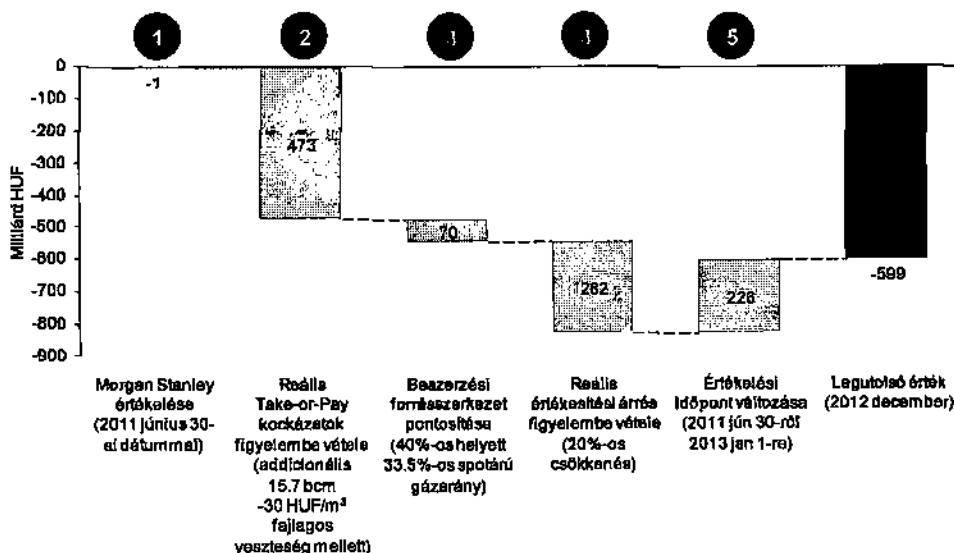 1 2 3 4 5
0
-100
-200
-300
-400
-500
-600
-700
-800
-900
Milliárd HUF
-1
473
70
282
226
-599
Morgan Stanley
értékelése
(2011 június 30-
ai dátummal)
Reális
Take-or-Pay
kockázatok
figyelembe vétele
(addicionális
15.7 bcm
-30 HUF/m³
fajlagos
veszteség mellett)
Beszerzési
forrásszerkezet
pontosítása
(40%-os helyett
33.5%-os spotárú
gázarány)
Reális
értékesítési árrés
figyelembe vétele
(20%-os
csökkenés)
Értékelési
időpont változása
(2011 jún 30-ról
2013 jan 1-re)
Legutolsó érték
(2012 december)